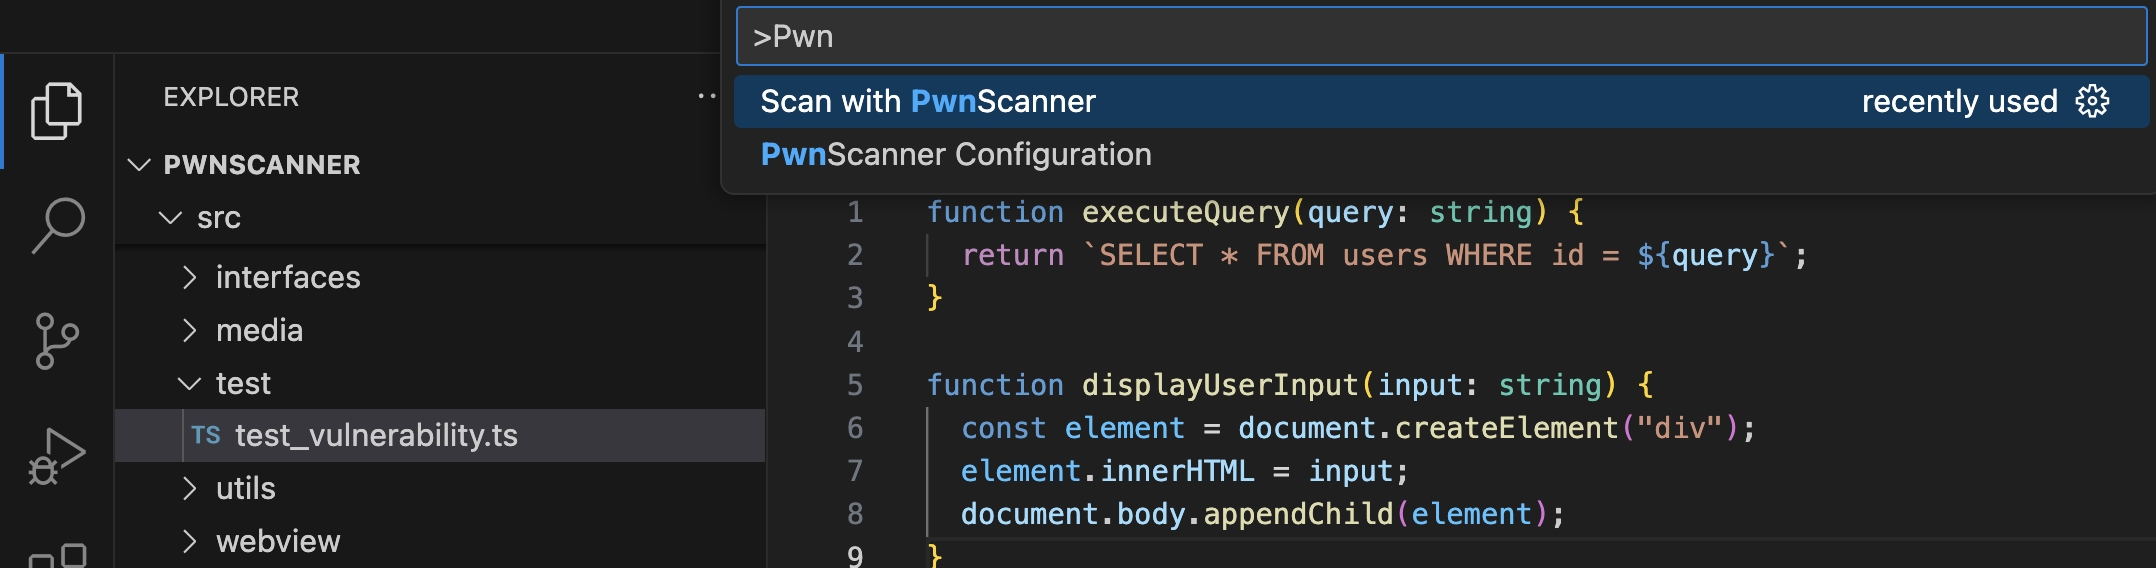 >Pwn
Scan with PwnScanner recently used
PwnScanner Configuration
EXPLORER
PWNSCANNER
src
interfaces
media
test
TS test_vulnerability.ts
utils
webview
1 function executeQuery(query: string) {
2   return `SELECT * FROM users WHERE id = ${query}`;
3 }
4
5 function displayUserInput(input: string) {
6   const element = document.createElement("div");
7   element.innerHTML = input;
8   document.body.appendChild(element);
9 }